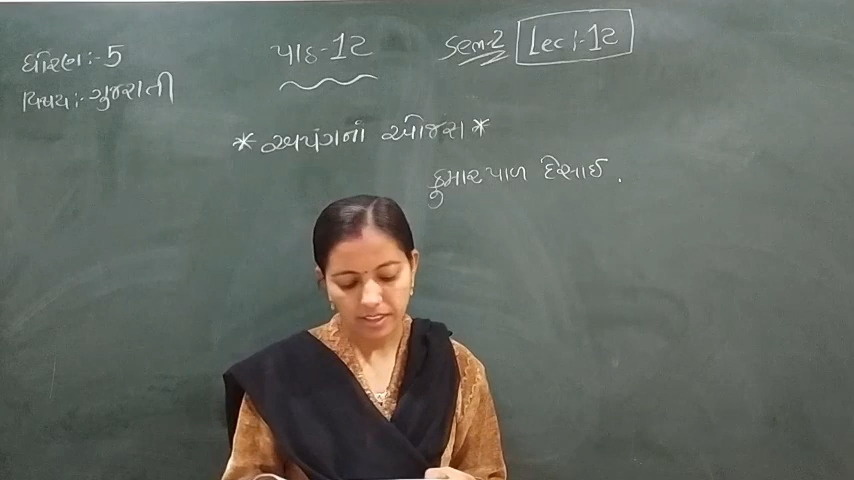 ધોરણ:-5
વિષય:-ગુજરાતી
પાઠ-12
Sem-2
Lec:-12
*અપંગનાં ઓજસ*
કુમારપાળ દેસાઈ.